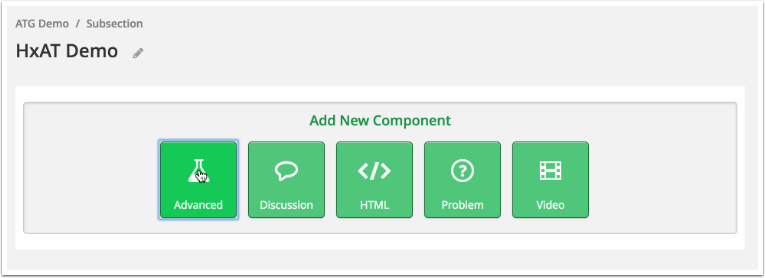 ATG Demo / Subsection
HxAT Demo
Add New Component
Advanced Discussion HTML Problem Video